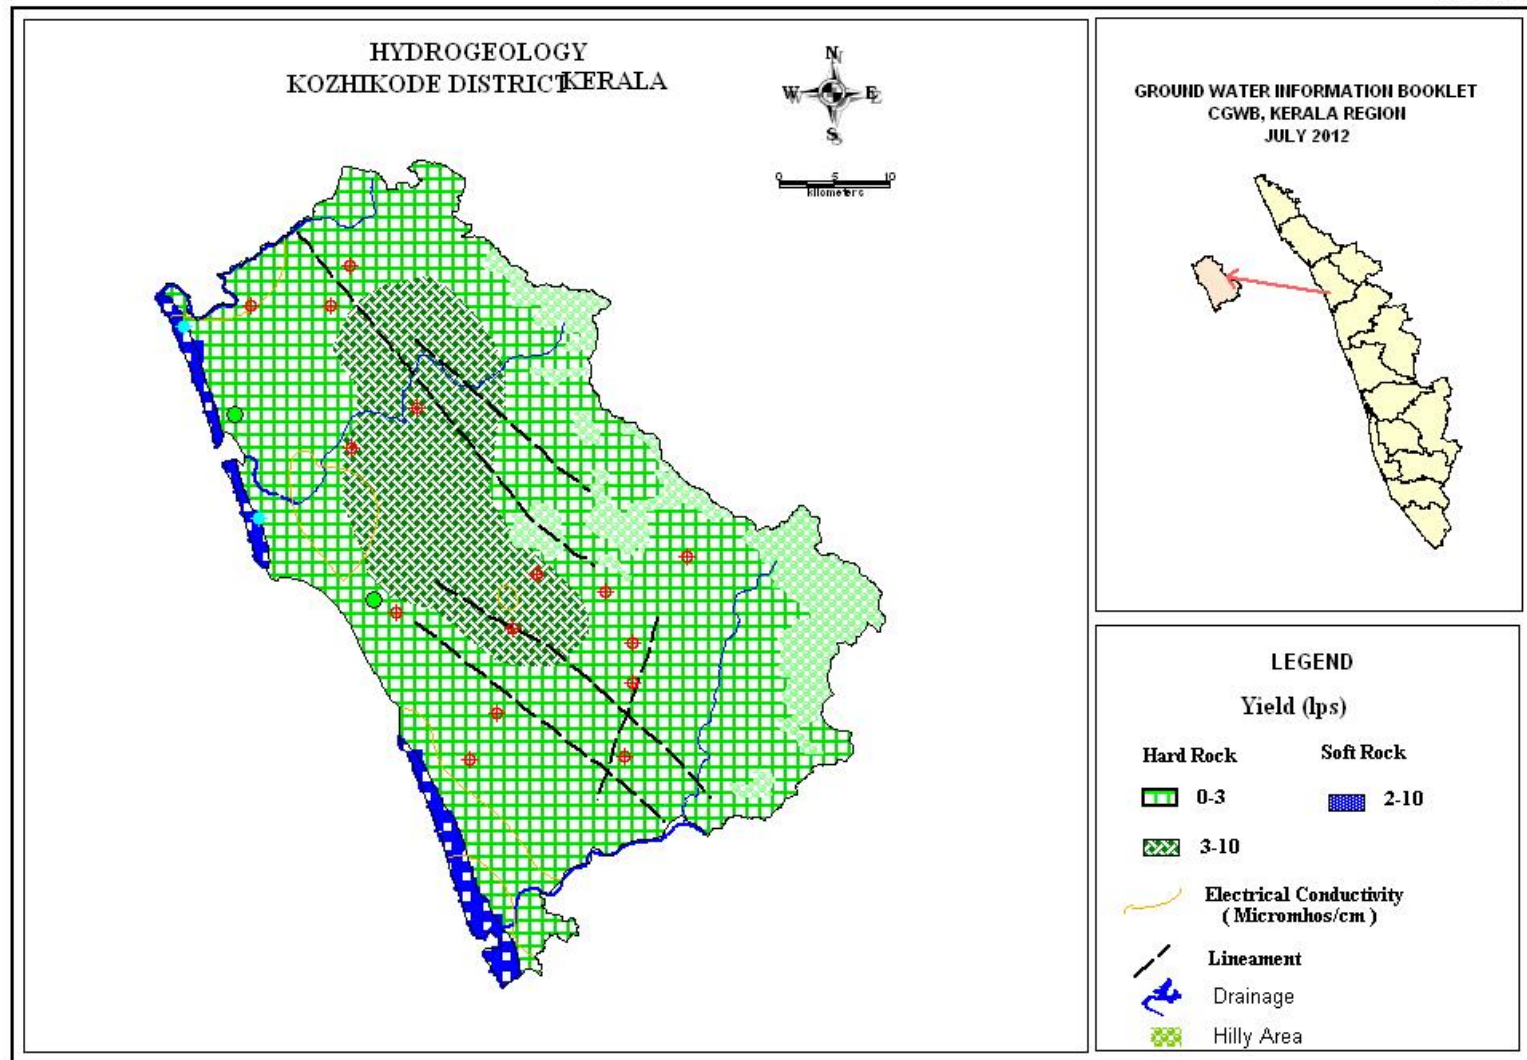 HYDROGEOLOGY
KOZHIKODE DISTRICT KERALA
N
W E
S
0 5 10
kilometers
GROUND WATER INFORMATION BOOKLET
CGWB, KERALA REGION
JULY 2012
LEGEND
Yield (lps)
Hard Rock Soft Rock
0-3 2-10
3-10
Electrical Conductivity
( Micromhos/cm )
Lineament
Drainage
Hilly Area